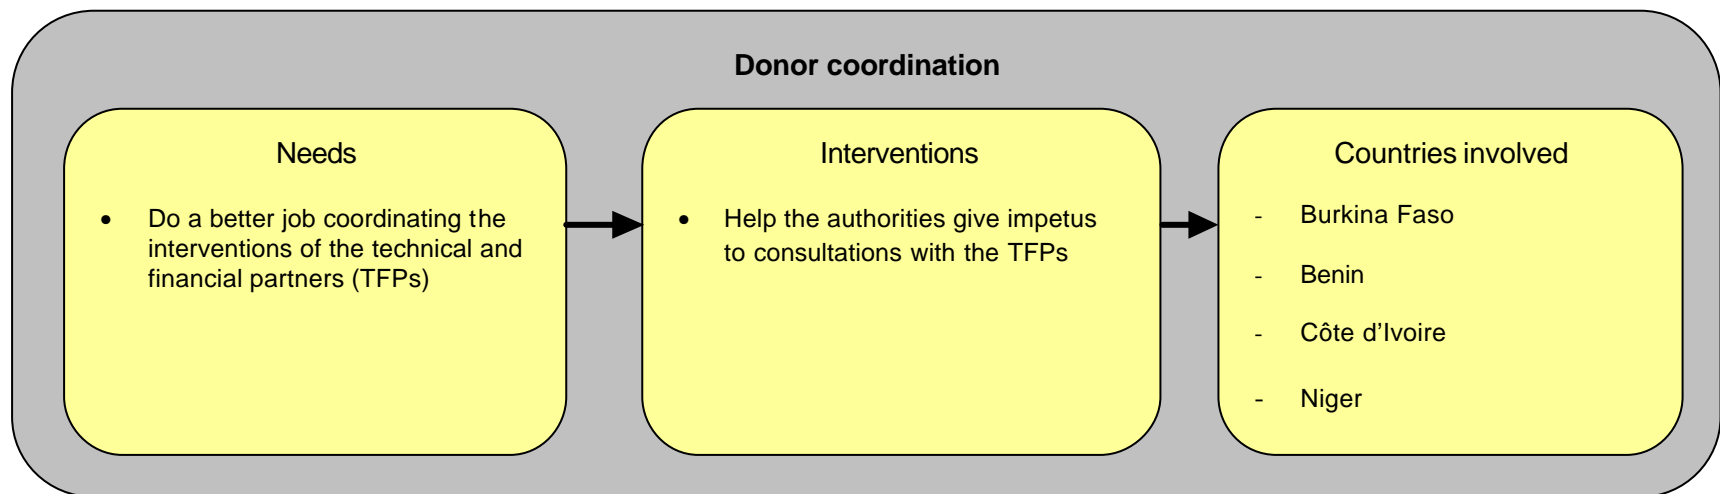 Donor coordination
Needs
• Do a better job coordinating the
interventions of the technical and
financial partners (TFPs)
Interventions
• Help the authorities give impetus
to consultations with the TFPs
Countries involved
- Burkina Faso
- Benin
- Côte d’Ivoire
- Niger